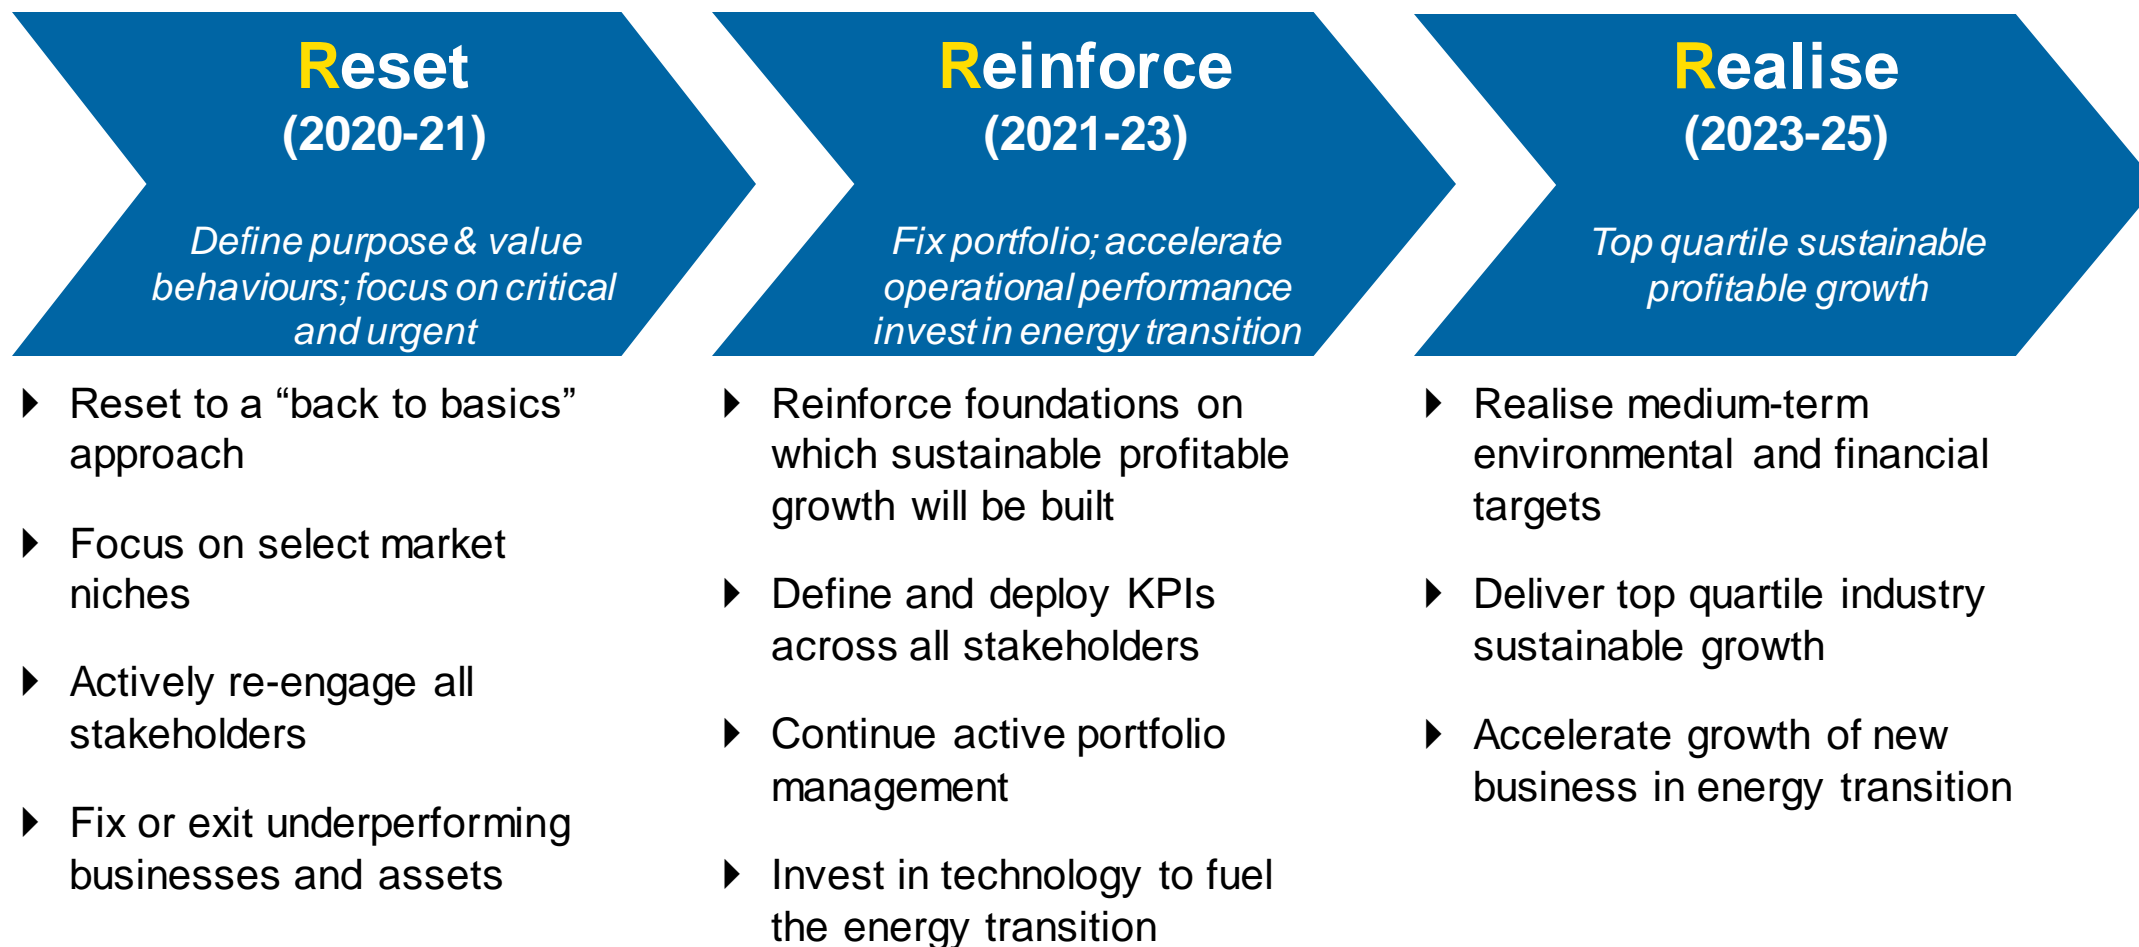 Reset
(2020-21)
Define purpose & value
behaviours; focus on critical
and urgent
Reset to a “back to basics”
approach
Focus on select market
niches
Actively re-engage all
stakeholders
Fix or exit underperforming
businesses and assets
Reinforce
(2021-23)
Fix portfolio; accelerate
operational performance
invest in energy transition
Reinforce foundations on
which sustainable profitable
growth will be built
Define and deploy KPIs
across all stakeholders
Continue active portfolio
management
Invest in technology to fuel
the energy transition
Realise
(2023-25)
Top quartile sustainable
profitable growth
Realise medium-term
environmental and financial
targets
Deliver top quartile industry
sustainable growth
Accelerate growth of new
business in energy transition